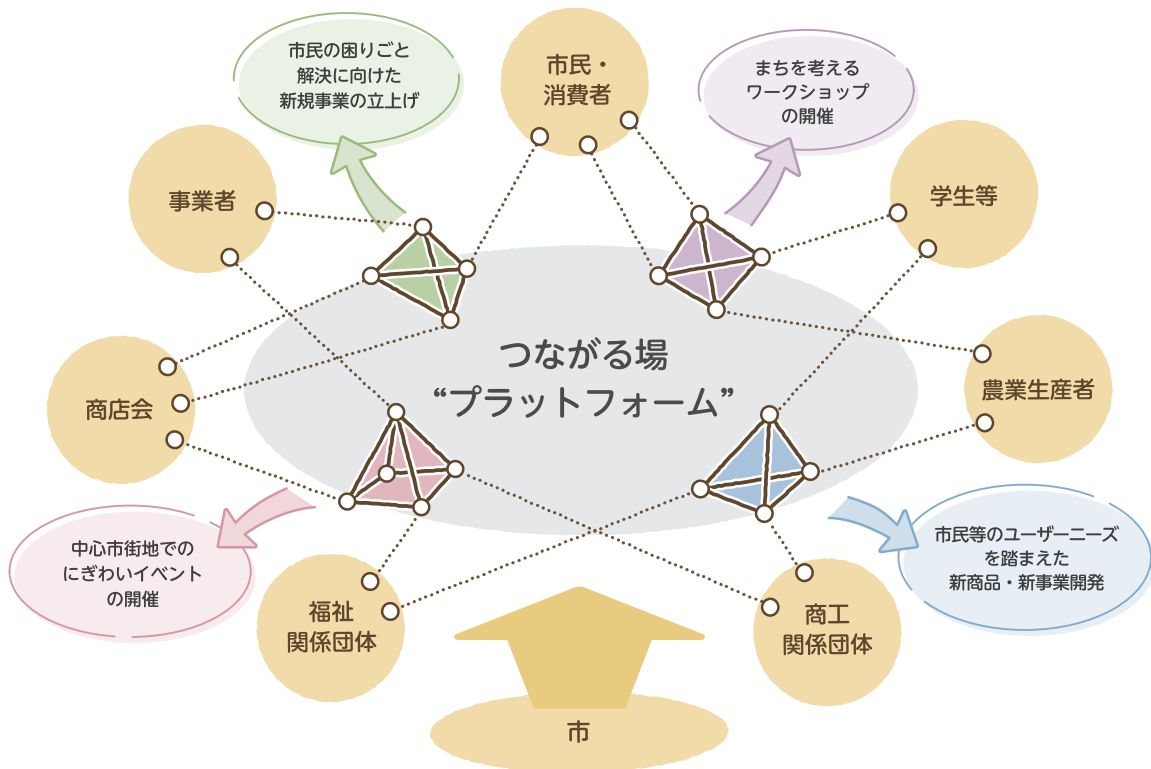 市民の困りごと
解決に向けた
新規事業の立上げ
市民・
消費者
まちを考える
ワークショップ
の開催
事業者
学生等
つながる場
“プラットフォーム”
商店会
農業生産者
中心市街地での
にぎわいイベント
の開催
市民等のユーザーニーズ
を踏まえた
新商品・新事業開発
福祉
関係団体
商工
関係団体
市